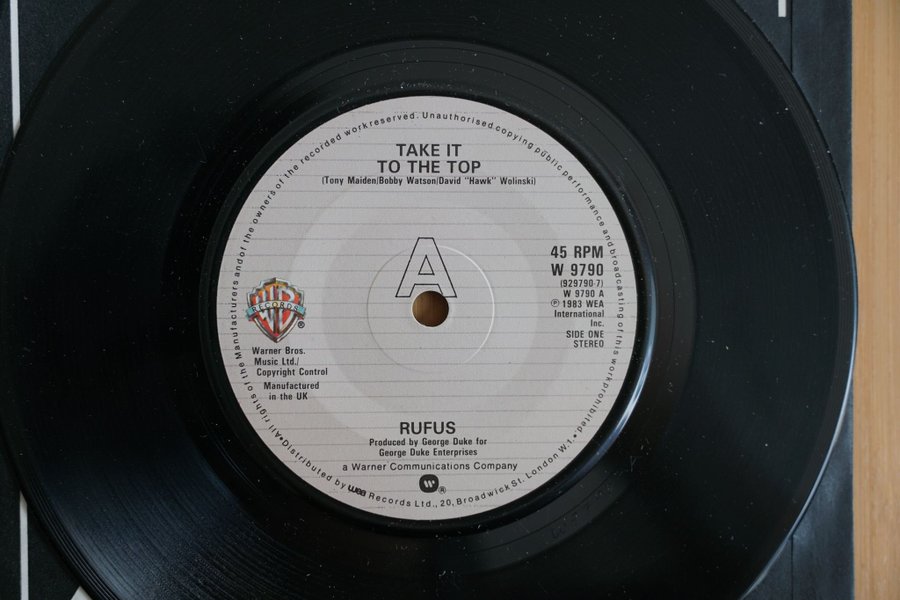 All rights of the Manufacturers and of the owners of the recorded work reserved. Unauthorised copying public performance and broadcasting of this work prohibited.
TAKE IT
TO THE TOP
(Tony Maiden/Bobby Watson/David "Hawk" Wolinski)
A
45 RPM
W 9790
(929790-7)
W 9790 A
℗ 1983 WEA
International
Inc.
SIDE ONE
STEREO
WB
RECORDS
®
Warner Bros.
Music Ltd./
Copyright Control
Manufactured
in the UK
RUFUS
Produced by George Duke for
George Duke Enterprises
a Warner Communications Company
W®
• Distributed by wea Records Ltd., 20, Broadwick St. London W.1. •